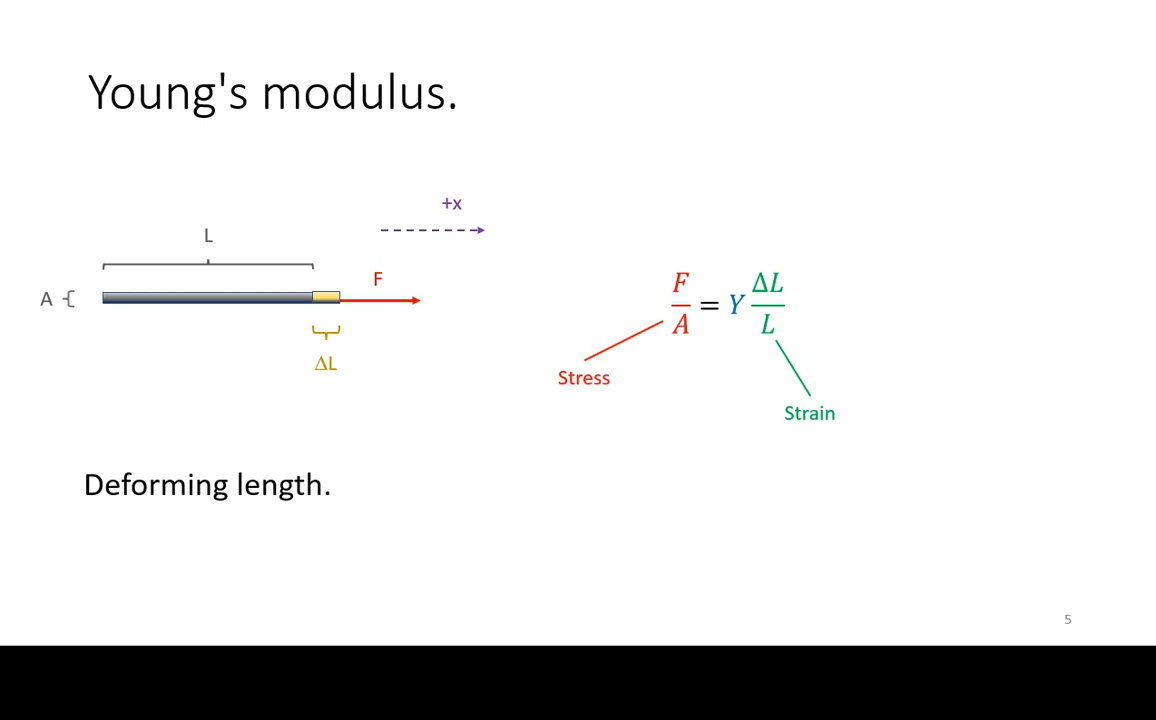 Young's modulus.
+x
L
F
A
ΔL
F/A = Y ΔL/L
Stress
Strain
Deforming length.
5